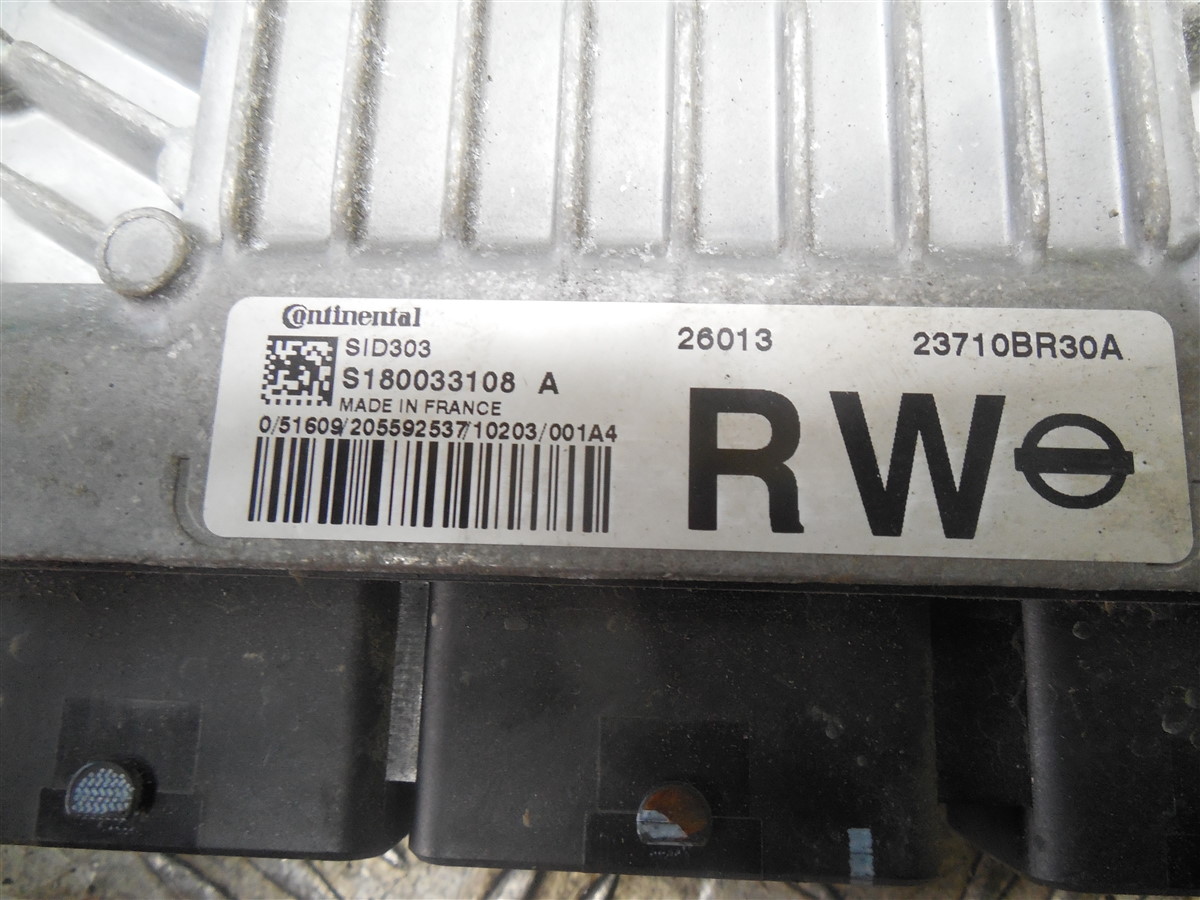 Continental
SID303
S180033108 A
MADE IN FRANCE
0/51609/205592537/10203/001A4
26013
23710BR30A
RW